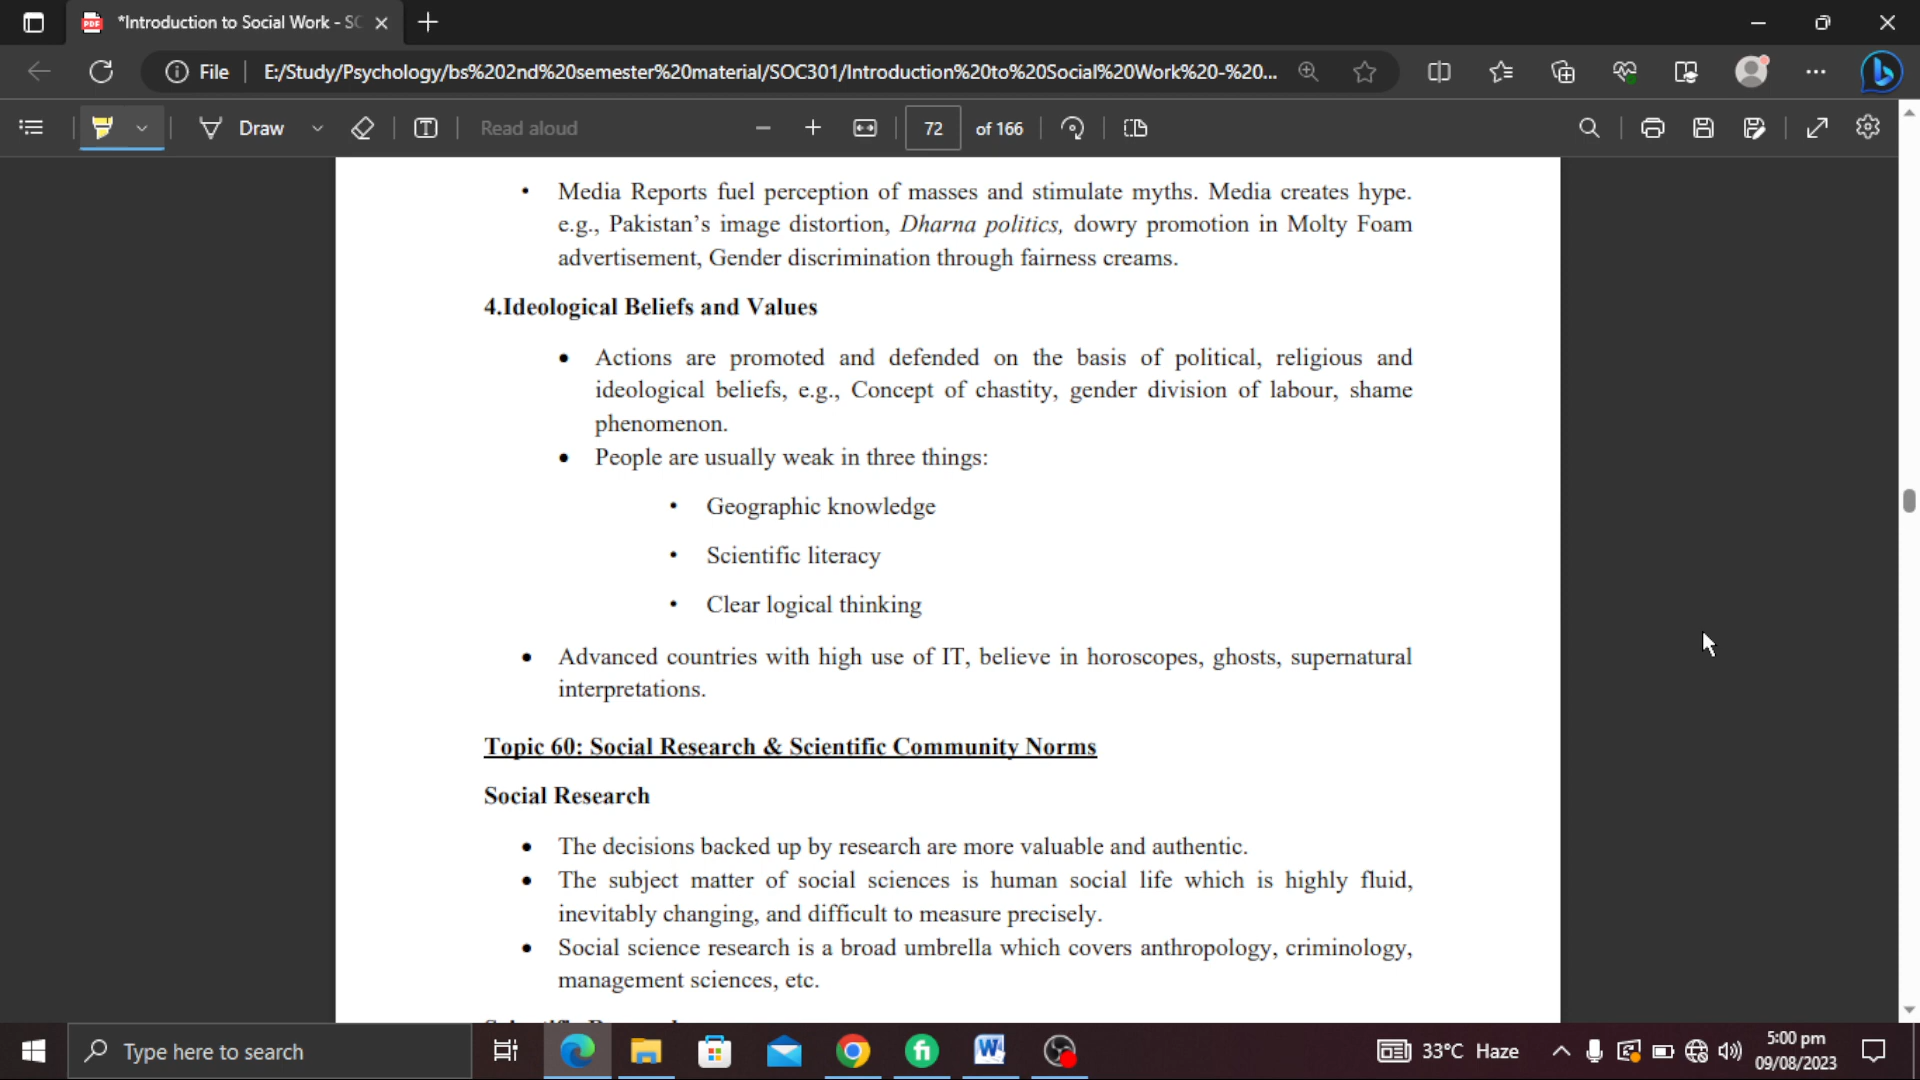 *Introduction to Social Work - SO
File
E:/Study/Psychology/bs%202nd%20semester%20material/SOC301/Introduction%20to%20Social%20Work%20-%20...
Draw
Read aloud
72
of 166
• Media Reports fuel perception of masses and stimulate myths. Media creates hype.
e.g., Pakistan's image distortion, Dharna politics, dowry promotion in Molty Foam
advertisement, Gender discrimination through fairness creams.
4.Ideological Beliefs and Values
• Actions are promoted and defended on the basis of political, religious and
ideological beliefs, e.g., Concept of chastity, gender division of labour, shame
phenomenon.
• People are usually weak in three things:
• Geographic knowledge
• Scientific literacy
• Clear logical thinking
• Advanced countries with high use of IT, believe in horoscopes, ghosts, supernatural
interpretations.
Topic 60: Social Research & Scientific Community Norms
Social Research
• The decisions backed up by research are more valuable and authentic.
• The subject matter of social sciences is human social life which is highly fluid,
inevitably changing, and difficult to measure precisely.
• Social science research is a broad umbrella which covers anthropology, criminology,
management sciences, etc.
Type here to search
33°C Haze
5:00 pm
09/08/2023